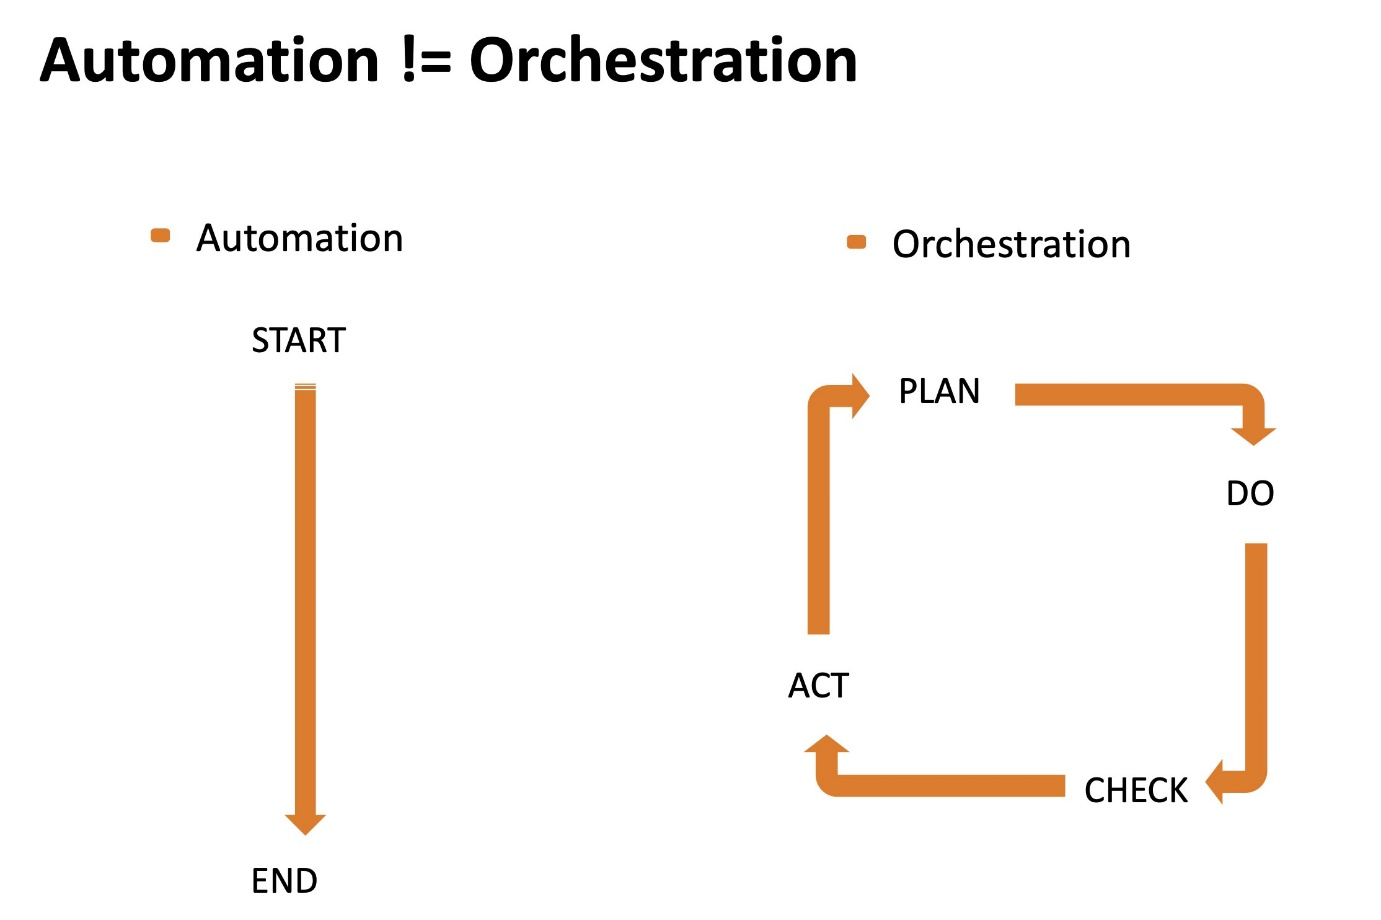 Automation != Orchestration
Automation
Orchestration
START
PLAN
DO
ACT
CHECK
END